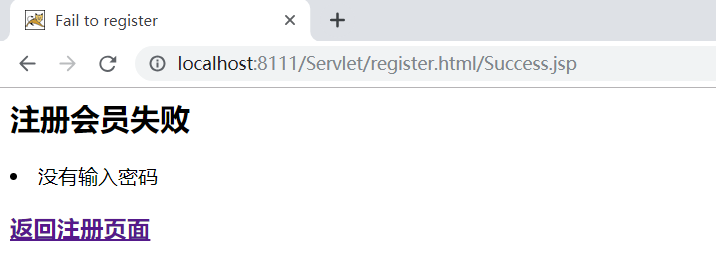 Fail to register
localhost:8111/Servlet/register.html/Success.jsp
注册会员失败
没有输入密码
返回注册页面